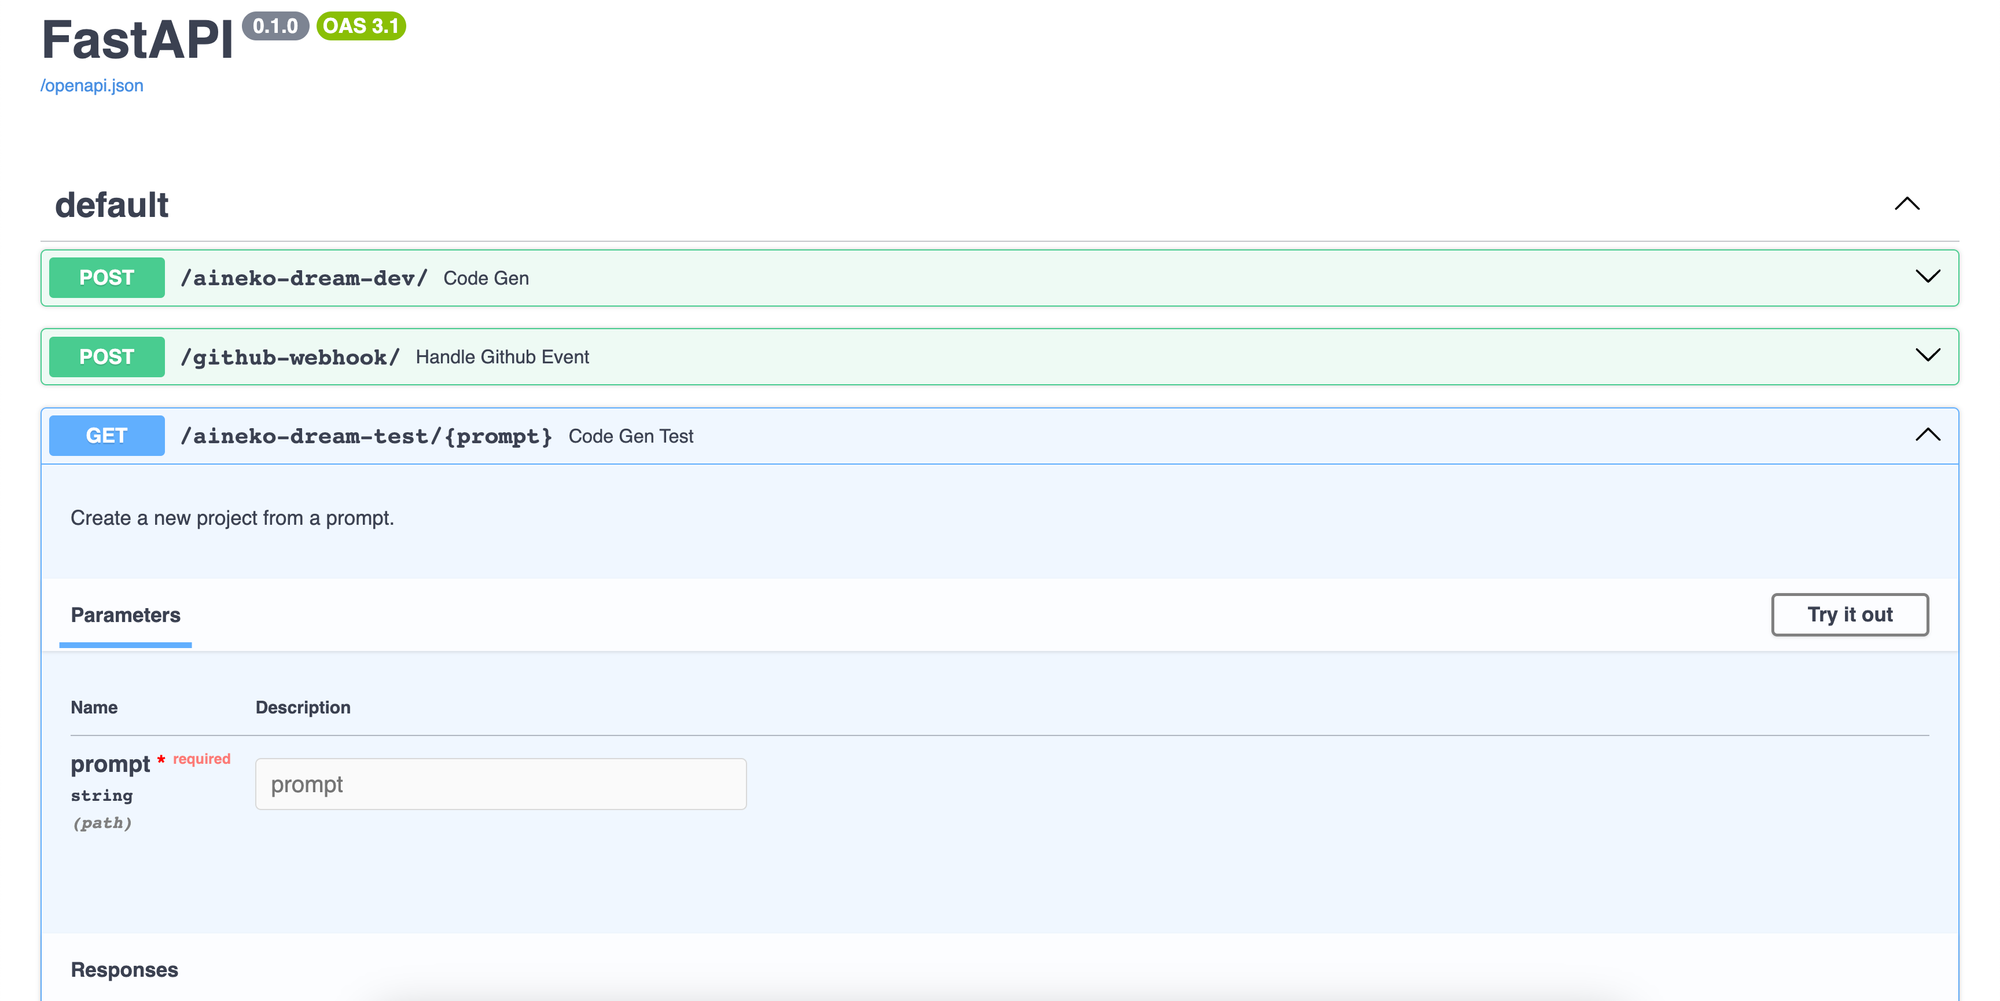 FastAPI 0.1.0 OAS 3.1
/openapi.json
default
POST /aineko-dream-dev/ Code Gen
POST /github-webhook/ Handle Github Event
GET /aineko-dream-test/{prompt} Code Gen Test
Create a new project from a prompt.
Parameters Try it out
Name Description
prompt * required
prompt
string
(path)
Responses